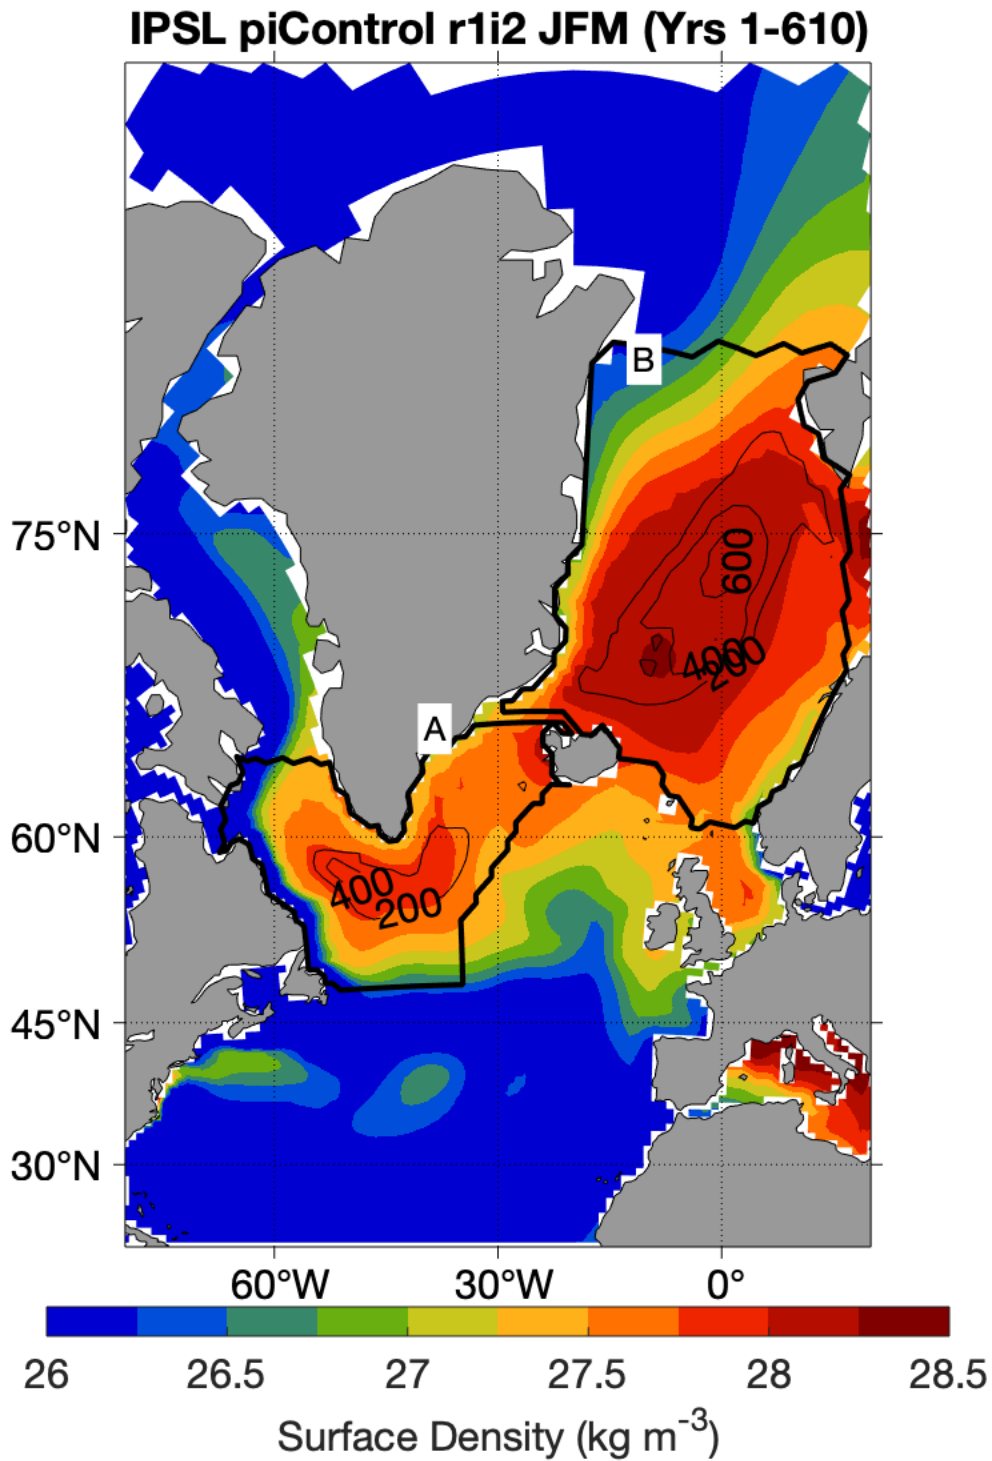 IPSL piControl r1i2 JFM (Yrs 1-610)
B
75°N
600
400
200
A
60°N
400
200
45°N
30°N
60°W 30°W 0°
26 26.5 27 27.5 28 28.5
Surface Density (kg m⁻³)